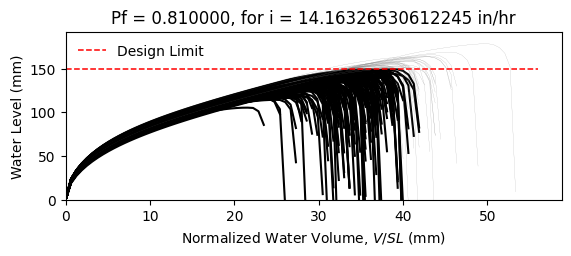 Pf = 0.810000, for i = 14.16326530612245 in/hr
Design Limit
Water Level (mm)
150
100
50
0
0 10 20 30 40 50
Normalized Water Volume, V/SL (mm)